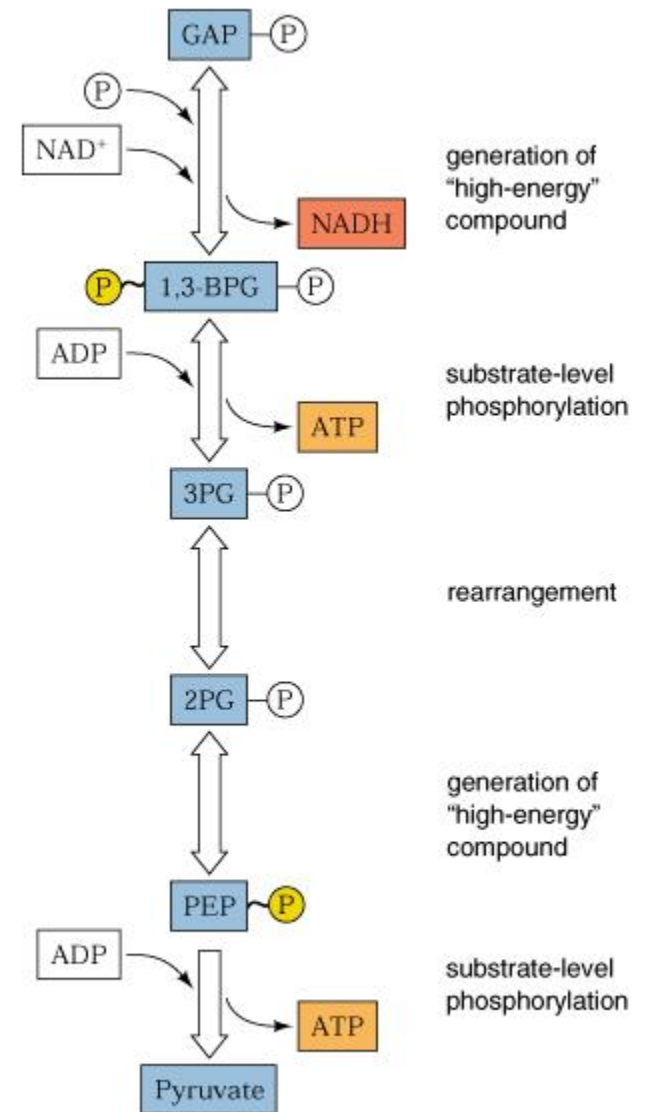 GAP P
P
NAD+
generation of
“high-energy”
compound
NADH
P 1,3-BPG P
ADP
substrate-level
phosphorylation
ATP
3PG P
rearrangement
2PG P
generation of
“high-energy”
compound
PEP P
ADP
substrate-level
phosphorylation
ATP
Pyruvate